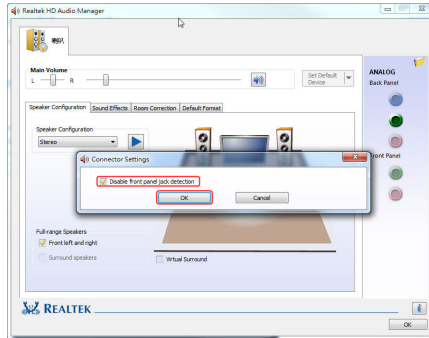 Realtek HD Audio Manager
喇叭
Main Volume
L R
Set Default
Device
ANALOG
Back Panel
Speaker Configuration Sound Effects Room Correction Default Format
Speaker Configuration
Stereo
Connector Settings
Front Panel
Disable front panel jack detection
OK Cancel
Full-range Speakers
Front left and right
Surround speakers
Virtual Surround
REALTEK
i
OK